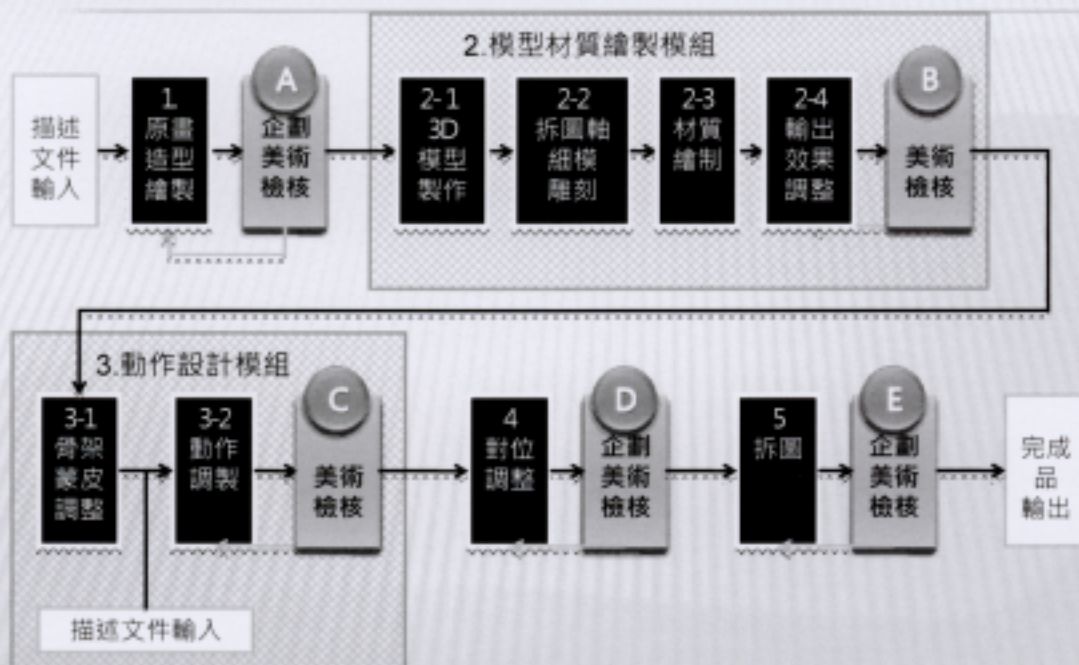 2.模型材質繪製模組
描述
文件
輸入
1.
原畫
造型
繪製
A
企劃
美術
檢核
2-1
3D
模型
製作
2-2
拆圖軸
細模
雕刻
2-3
材質
繪制
2-4
輸出
效果
調整
B
美術
檢核
3.動作設計模組
3-1
骨架
蒙皮
調整
3-2
動作
調製
C
美術
檢核
4
對位
調整
D
企劃
美術
檢核
5
拆圖
E
企劃
美術
檢核
完成
品
輸出
描述文件輸入